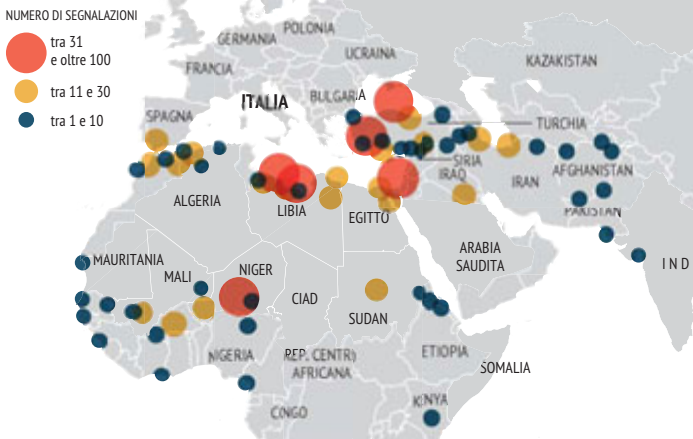 NUMERO DI SEGNALAZIONI
tra 31
e oltre 100
tra 11 e 30
tra 1 e 10
POLONIA
GERMANIA
UCRAINA
KAZAKISTAN
FRANCIA
ITALIA
BULGARIA
SPAGNA
TURCHIA
SIRIA
IRAQ
IRAN
AFGHANISTAN
ALGERIA
LIBIA
EGITTO
PAKISTAN
ARABIA
SAUDITA
IND
MAURITANIA
MALI
NIGER
CIAD
SUDAN
NIGERIA
REP. CENTR)
AFRICANA
ETIOPIA
SOMALIA
CONGO
KENYA